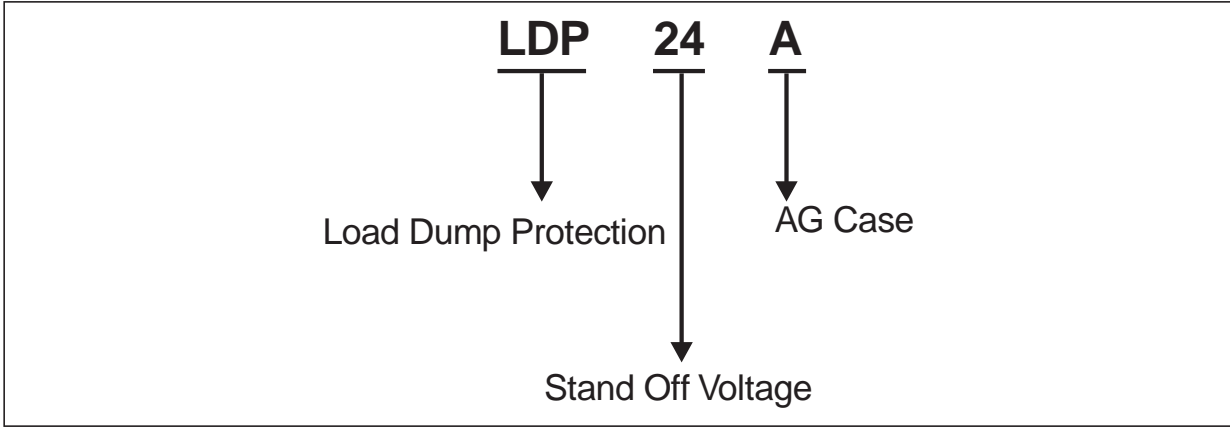 LDP 24 A
AG Case
Load Dump Protection
Stand Off Voltage